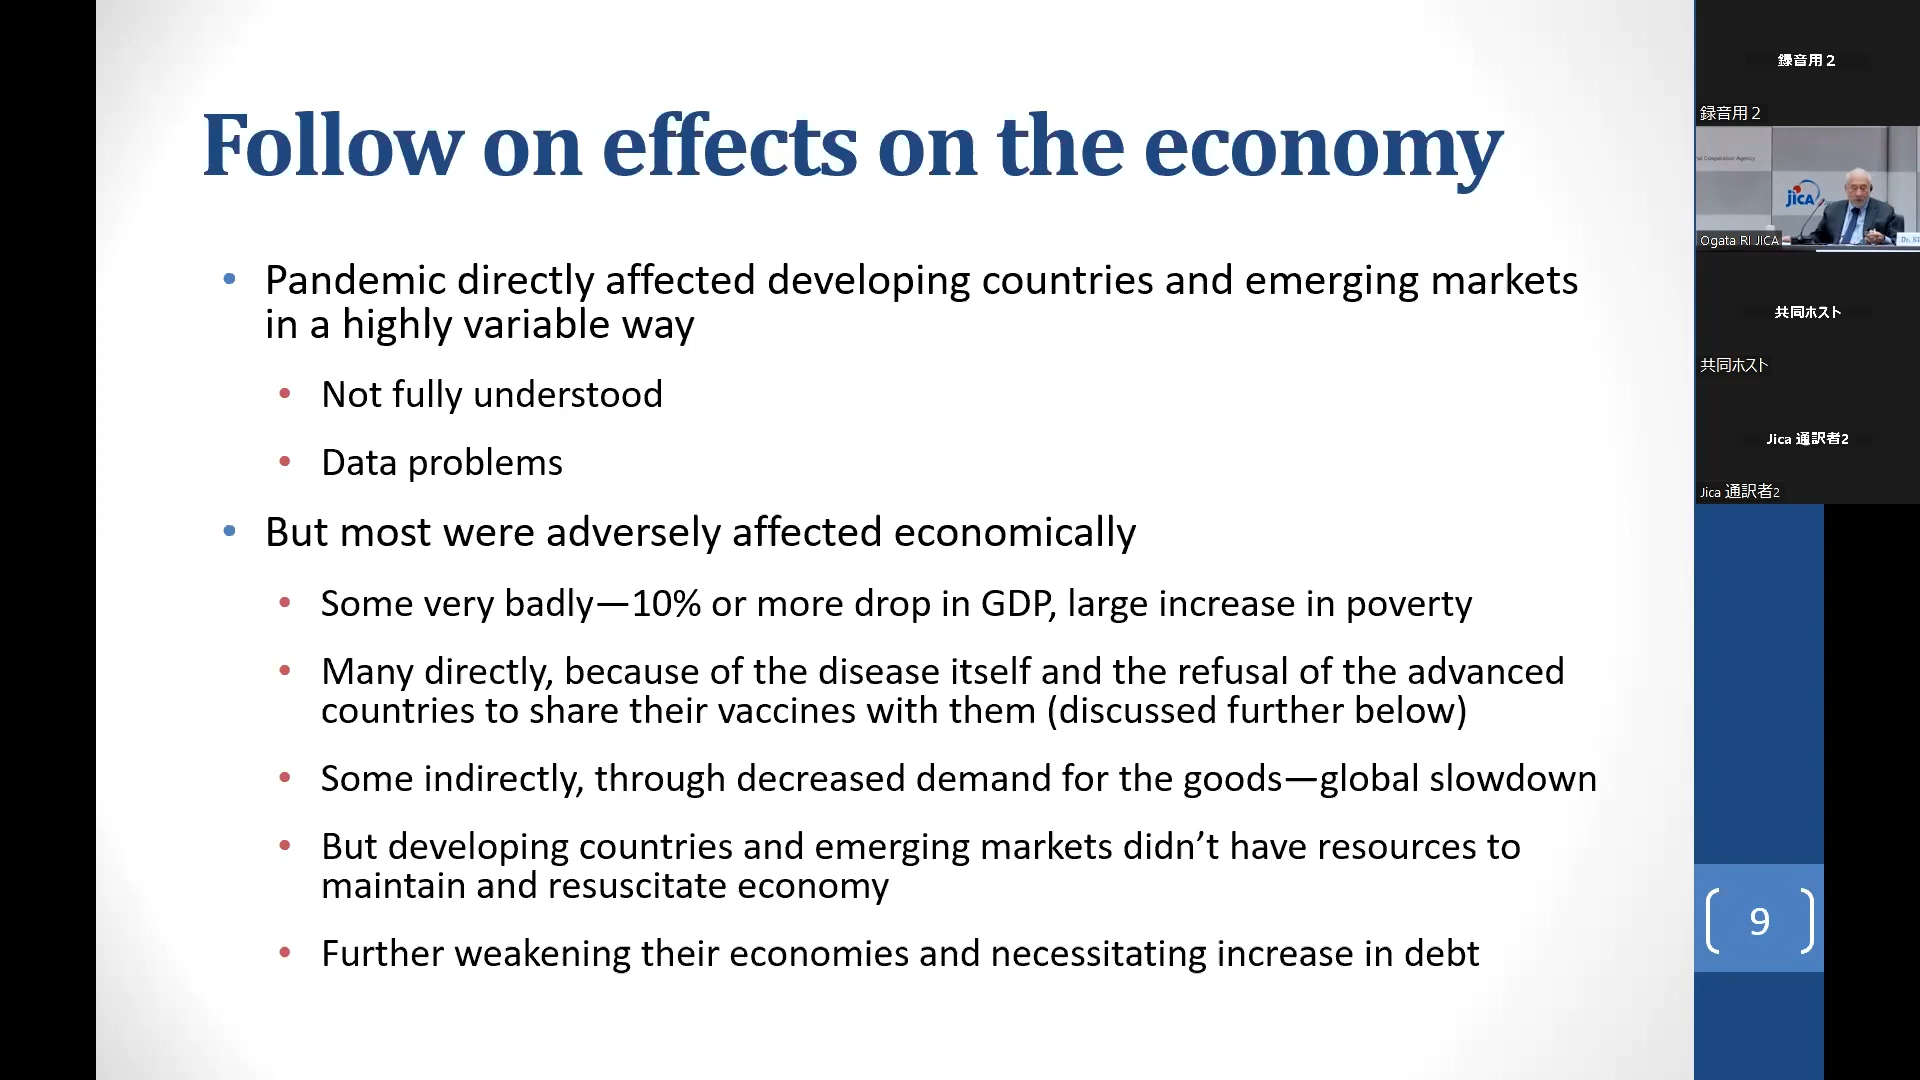 Follow on effects on the economy
• Pandemic directly affected developing countries and emerging markets
in a highly variable way
• Not fully understood
• Data problems
• But most were adversely affected economically
• Some very badly—10% or more drop in GDP, large increase in poverty
• Many directly, because of the disease itself and the refusal of the advanced
countries to share their vaccines with them (discussed further below)
• Some indirectly, through decreased demand for the goods—global slowdown
• But developing countries and emerging markets didn’t have resources to
maintain and resuscitate economy
• Further weakening their economies and necessitating increase in debt
9
録音用2
録音用2
Cooperation Agency
jICA
Ogata RI JICA
Dr.
共同ホスト
共同ホスト
Jica 通訳者2
Jica 通訳者2